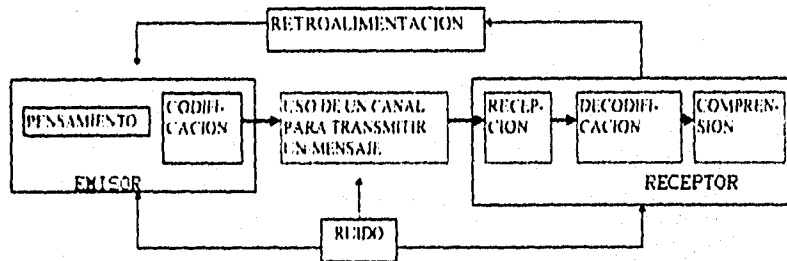 RETROALIMENTACION
PENSAMIENTO
CODIFI-
CACION
EMISOR
USO DE UN CANAL
PARA TRANSMITIR
UN MENSAJE
RECEP-
CION
DECODIFI-
CACION
COMPREN-
SION
RECEPTOR
RUIDO